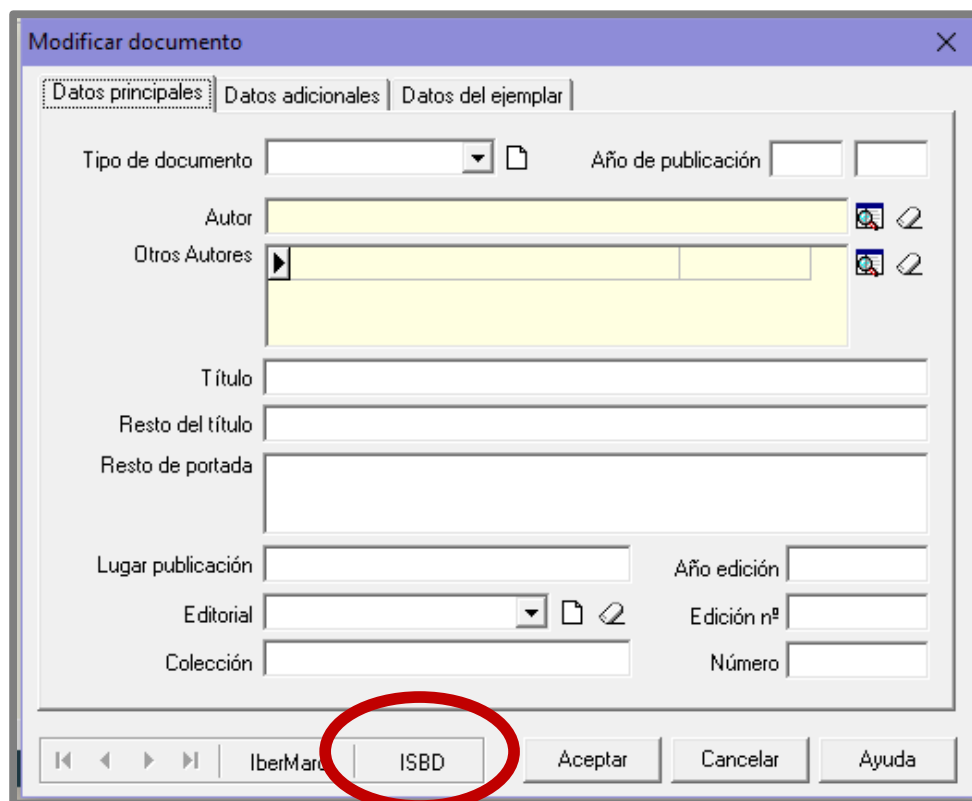 Modificar documento
Datos principales Datos adicionales Datos del ejemplar
Tipo de documento Año de publicación
Autor
Otros Autores
Título
Resto del título
Resto de portada
Lugar publicación Año edición
Editorial Edición nº
Colección Número
IberMarc ISBD Aceptar Cancelar Ayuda